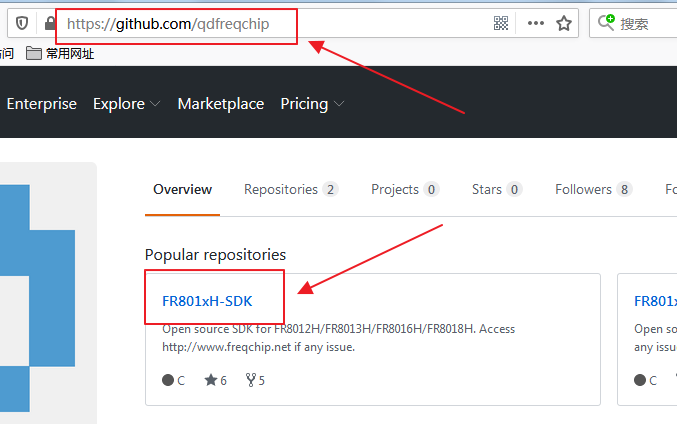 https://github.com/qdfreqchip
搜索
访问
常用网址
Enterprise Explore Marketplace Pricing
Overview Repositories 2 Projects 0 Stars 0 Followers 8 Fo
Popular repositories
FR801xH-SDK
Open source SDK for FR8012H/FR8013H/FR8016H/FR8018H. Access
http://www.freqchip.net if any issue.
C 6 5
FR801x
Open so
any issu
C